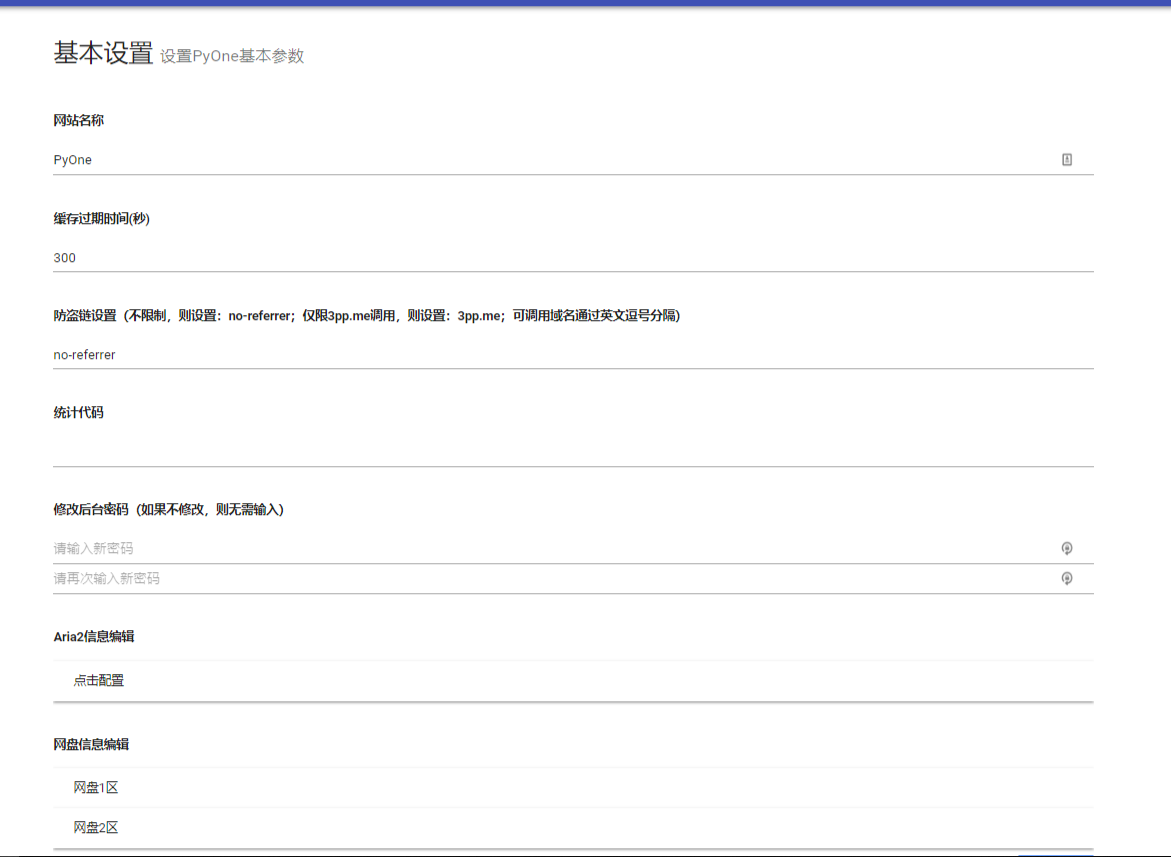 基本设置 设置PyOne基本参数
网站名称
PyOne
缓存过期时间(秒)
300
防盗链设置（不限制，则设置：no-referrer；仅限3pp.me调用，则设置：3pp.me；可调用域名通过英文逗号分隔）
no-referrer
统计代码
修改后台密码（如果不修改，则无需输入）
请输入新密码
请再次输入新密码
Aria2信息编辑
点击配置
网盘信息编辑
网盘1区
网盘2区